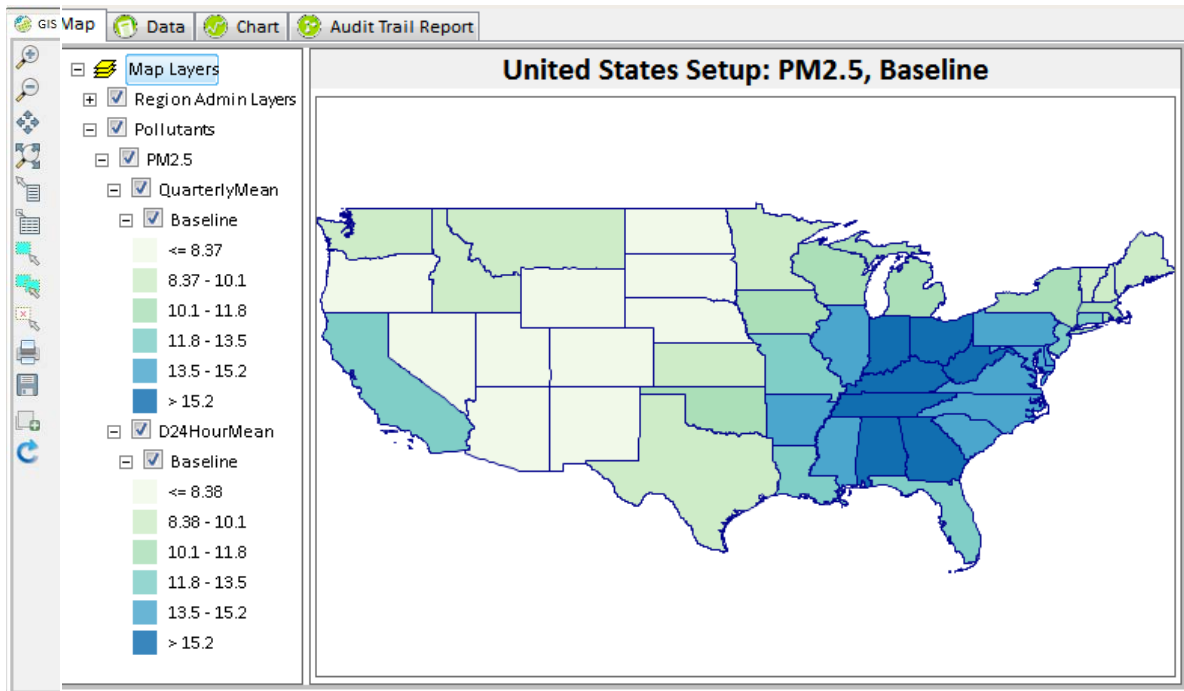 GIS Map Data Chart Audit Trail Report
Map Layers
Region Admin Layers
Pollutants
PM2.5
QuarterlyMean
Baseline
<= 8.37
8.37 - 10.1
10.1 - 11.8
11.8 - 13.5
13.5 - 15.2
> 15.2
D24HourMean
Baseline
<= 8.38
8.38 - 10.1
10.1 - 11.8
11.8 - 13.5
13.5 - 15.2
> 15.2
United States Setup: PM2.5, Baseline